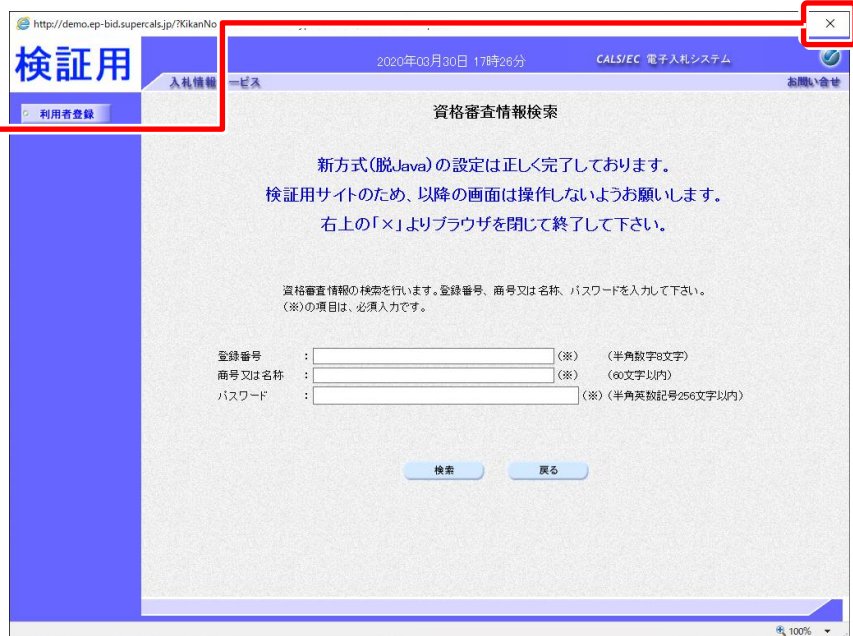 http://demo.ep-bid.supercals.jp/?KikanNo
検証用
2020年03月30日 17時26分
CALS/EC 電子入札システム
入札情報
ービス
お問い合せ
利用者登録
資格審査情報検索
新方式(脱Java)の設定は正しく完了しております。
検証用サイトのため、以降の画面は操作しないようお願いします。
右上の「×」よりブラウザを閉じて終了して下さい。
資格審査情報の検索を行います。登録番号、商号又は名称、パスワードを入力して下さい。
(※)の項目は、必須入力です。
登録番号 : (※) (半角数字8文字)
商号又は名称 : (※) (60文字以内)
パスワード : (※) (半角英数記号256文字以内)
検索 戻る
100%